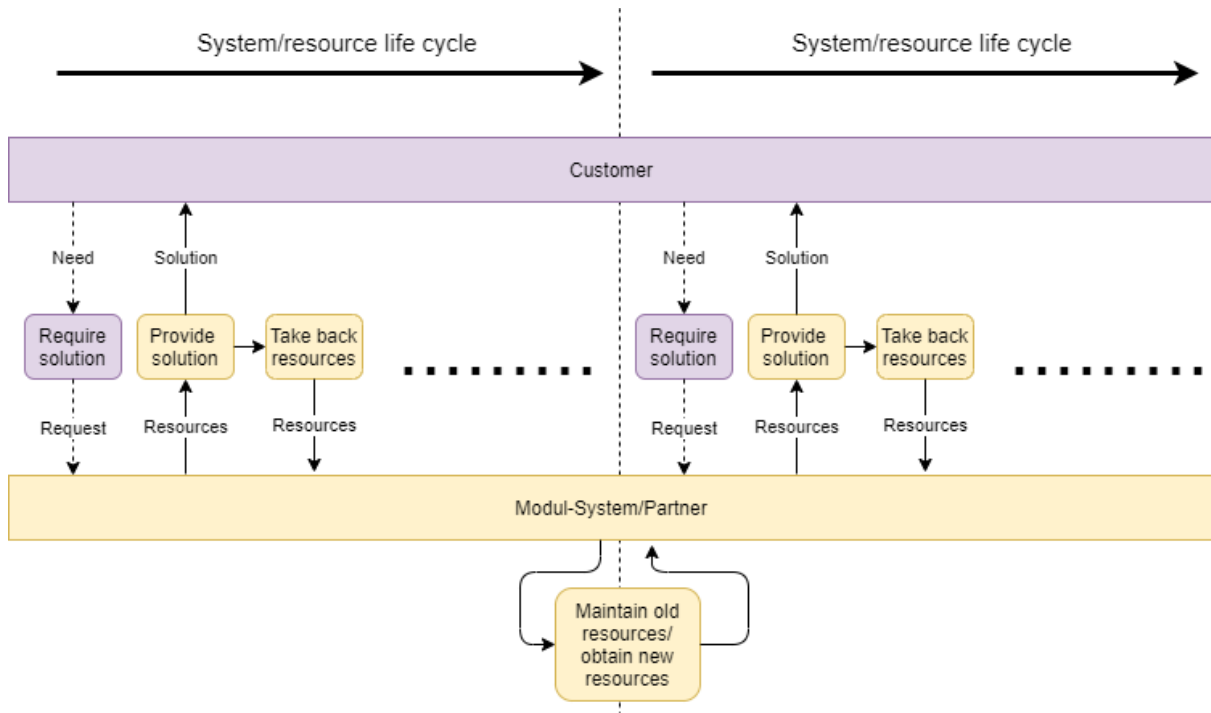 System/resource life cycle
System/resource life cycle
Customer
Need
Solution
Need
Solution
Require
solution
Provide
solution
Take back
resources
Require
solution
Provide
solution
Take back
resources
Request
Resources
Resources
Request
Resources
Resources
Modul-System/Partner
Maintain old
resources/
obtain new
resources